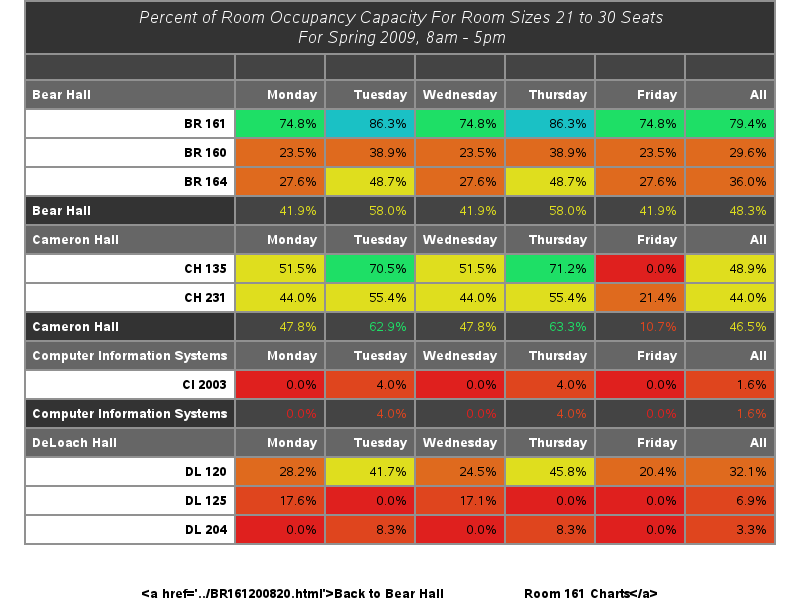 Percent of Room Occupancy Capacity For Room Sizes 21 to 30 Seats
For Spring 2009, 8am - 5pm
Bear Hall Monday Tuesday Wednesday Thursday Friday All
BR 161 74.8% 86.3% 74.8% 86.3% 74.8% 79.4%
BR 160 23.5% 38.9% 23.5% 38.9% 23.5% 29.6%
BR 164 27.6% 48.7% 27.6% 48.7% 27.6% 36.0%
Bear Hall 41.9% 58.0% 41.9% 58.0% 41.9% 48.3%
Cameron Hall Monday Tuesday Wednesday Thursday Friday All
CH 135 51.5% 70.5% 51.5% 71.2% 0.0% 48.9%
CH 231 44.0% 55.4% 44.0% 55.4% 21.4% 44.0%
Cameron Hall 47.8% 62.9% 47.8% 63.3% 10.7% 46.5%
Computer Information Systems Monday Tuesday Wednesday Thursday Friday All
CI 2003 0.0% 4.0% 0.0% 4.0% 0.0% 1.6%
Computer Information Systems 0.0% 4.0% 0.0% 4.0% 0.0% 1.6%
DeLoach Hall Monday Tuesday Wednesday Thursday Friday All
DL 120 28.2% 41.7% 24.5% 45.8% 20.4% 32.1%
DL 125 17.6% 0.0% 17.1% 0.0% 0.0% 6.9%
DL 204 0.0% 8.3% 0.0% 8.3% 0.0% 3.3%
<a href='../BR161200820.html'>Back to Bear Hall Room 161 Charts</a>